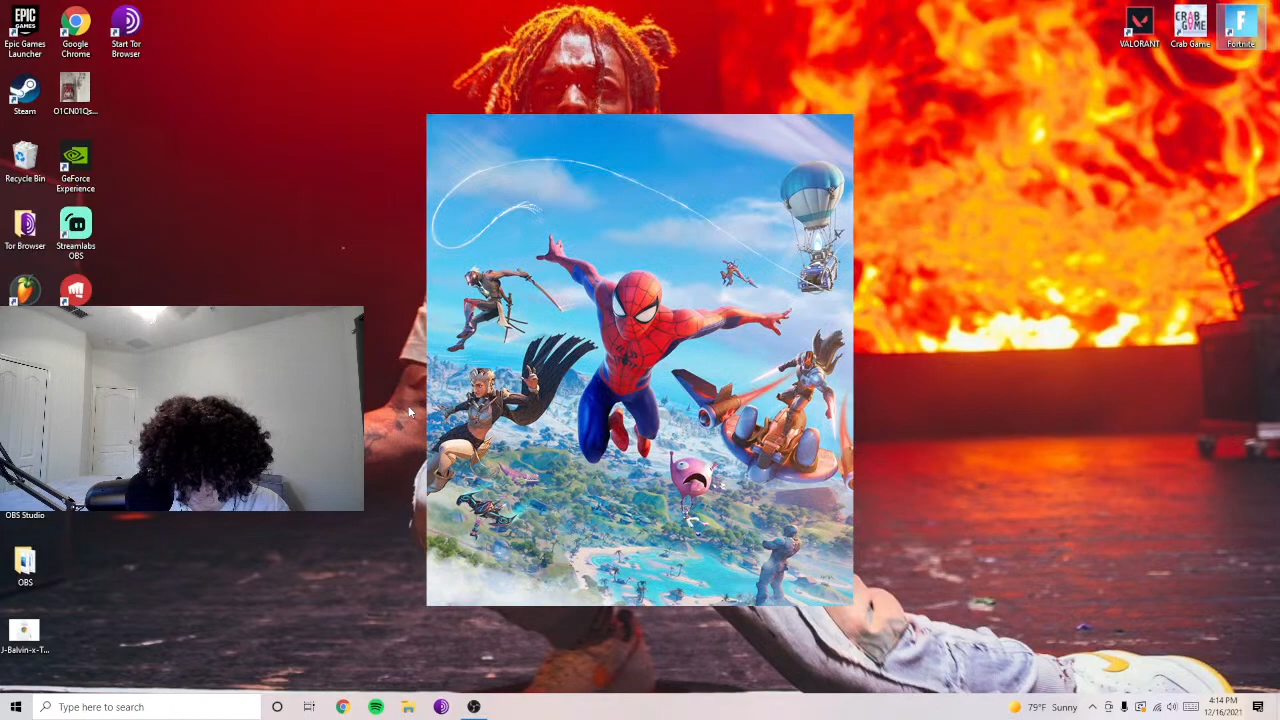 EPIC GAMES
Epic Games Launcher
Google Chrome
Start Tor Browser
VALORANT
CRAB GAME
Crab Game
F
Fortnite
Steam
O1CN01Qs...
Recycle Bin
GeForce Experience
Tor Browser
Streamlabs OBS
OBS Studio
OBS
J-Balvin-x-T...
Type here to search
79°F Sunny
4:14 PM
12/16/2021